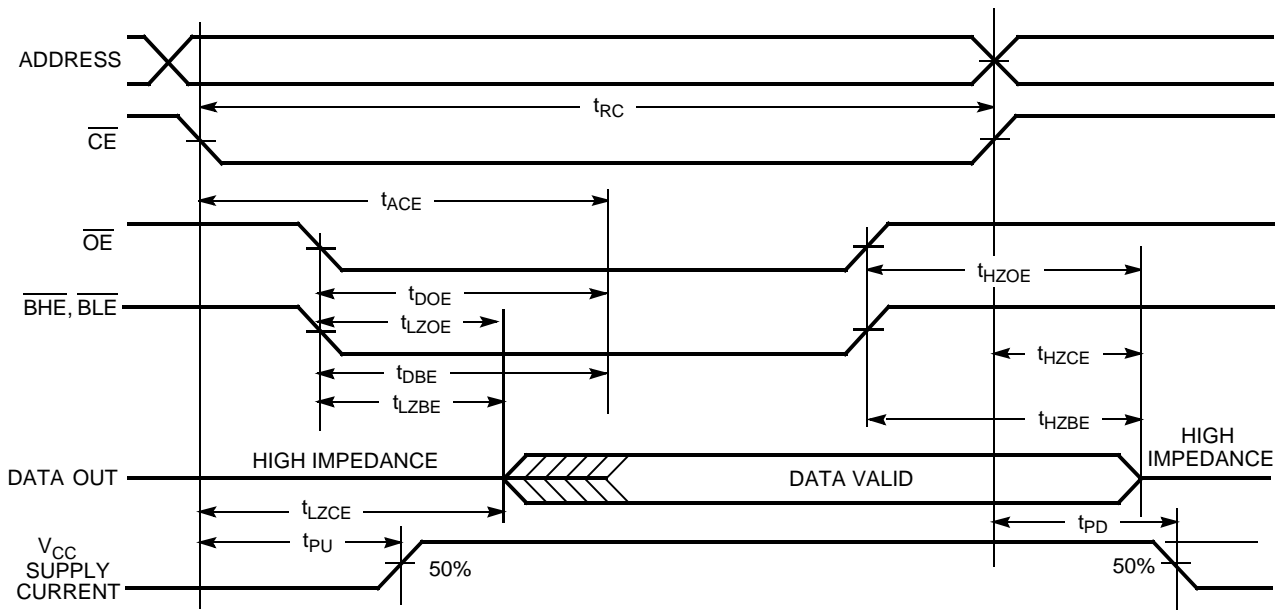 ADDRESS
tRC
CE
tACE
OE
tHZOE
tDOE
BHE, BLE
tLZOE
tHZCE
tDBE
tLZBE
tHZBE
HIGH IMPEDANCE
HIGH
IMPEDANCE
DATA OUT
DATA VALID
tLZCE
tPD
tPU
VCC
SUPPLY
CURRENT
50%
50%